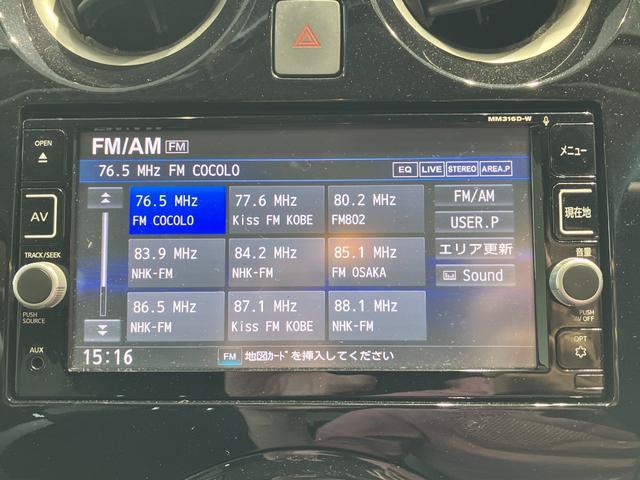 MM316D-W
OPEN
FM/AM FM
メニュー
76.5 MHz FM COCOLO
EQ LIVE STEREO AREA.P
76.5 MHz
FM COCOLO
77.6 MHz
Kiss FM KOBE
80.2 MHz
FM802
FM/AM
AV
現在地
USER.P
83.9 MHz
NHK-FM
84.2 MHz
NHK-FM
85.1 MHz
FM OSAKA
エリア更新
TRACK/SEEK
音量
Sound
86.5 MHz
NHK-FM
87.1 MHz
Kiss FM KOBE
88.1 MHz
NHK-FM
PUSH
SOURCE
PUSH
AV OFF
OPT
AUX
15:16
FM 地図ｶｰﾄﾞを挿入してください